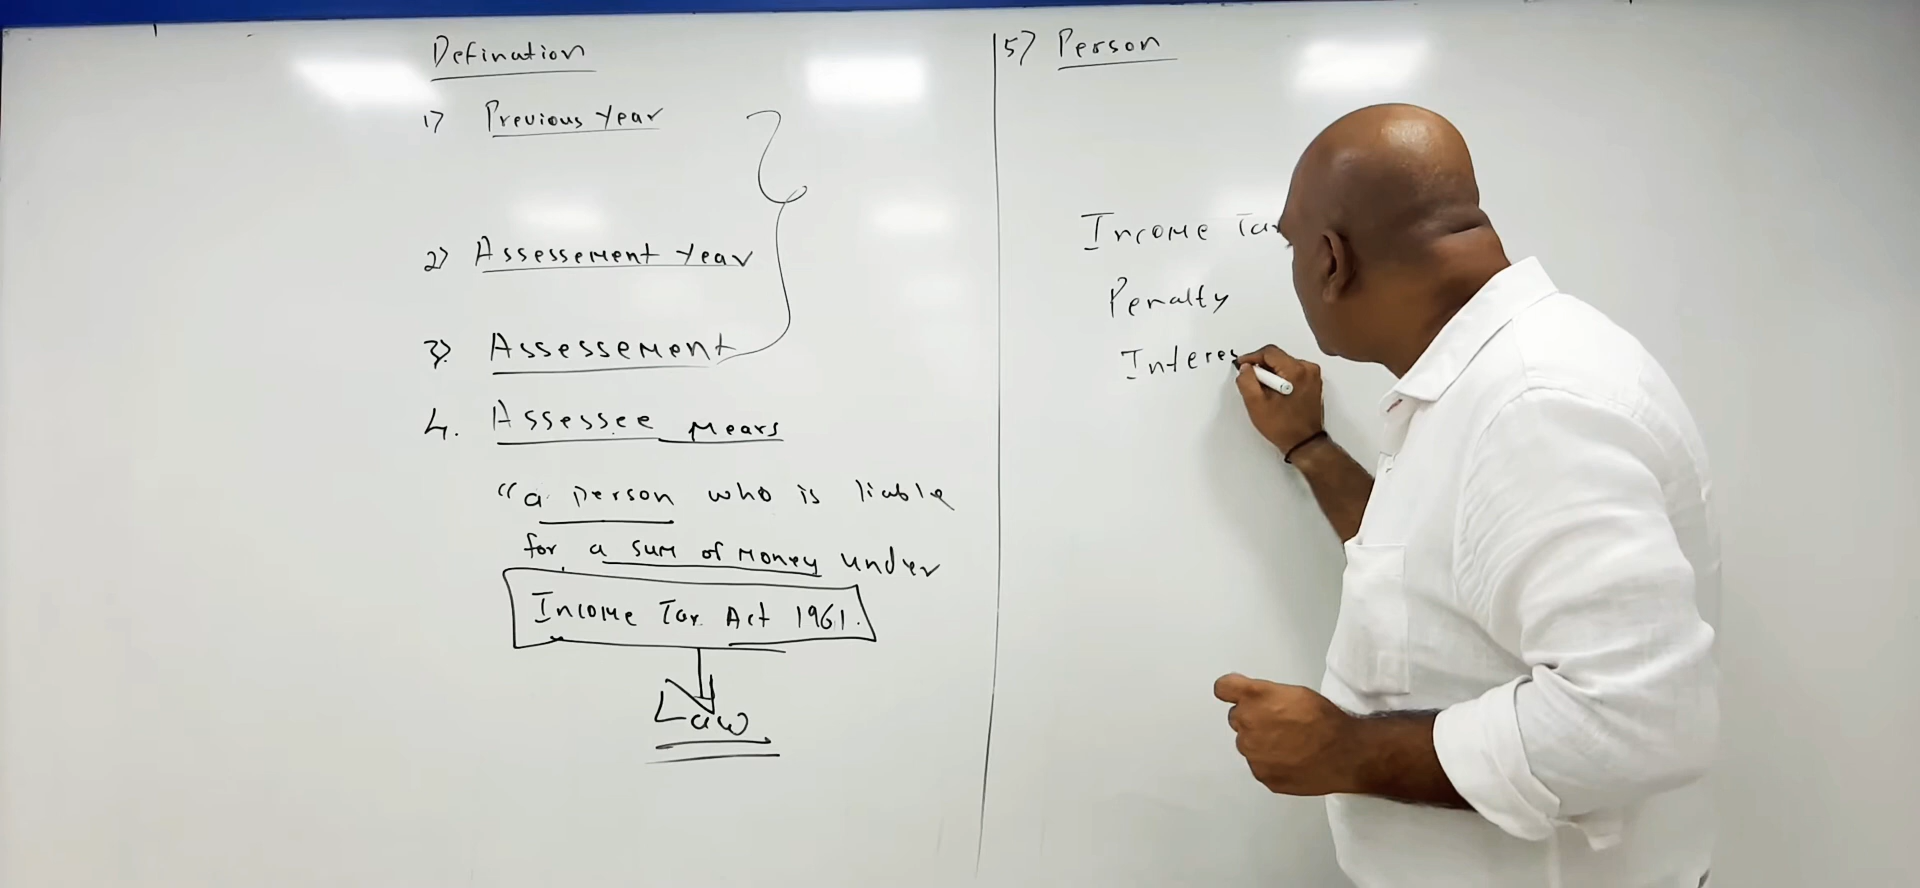 Defination
1) Previous Year
2) Assessement Year
3) Assessement
4. Assessee means
"a person who is liable
for a sum of money under
Income Tax Act 1961.
Law
5) Person
Income Tax
Penalty
Interes